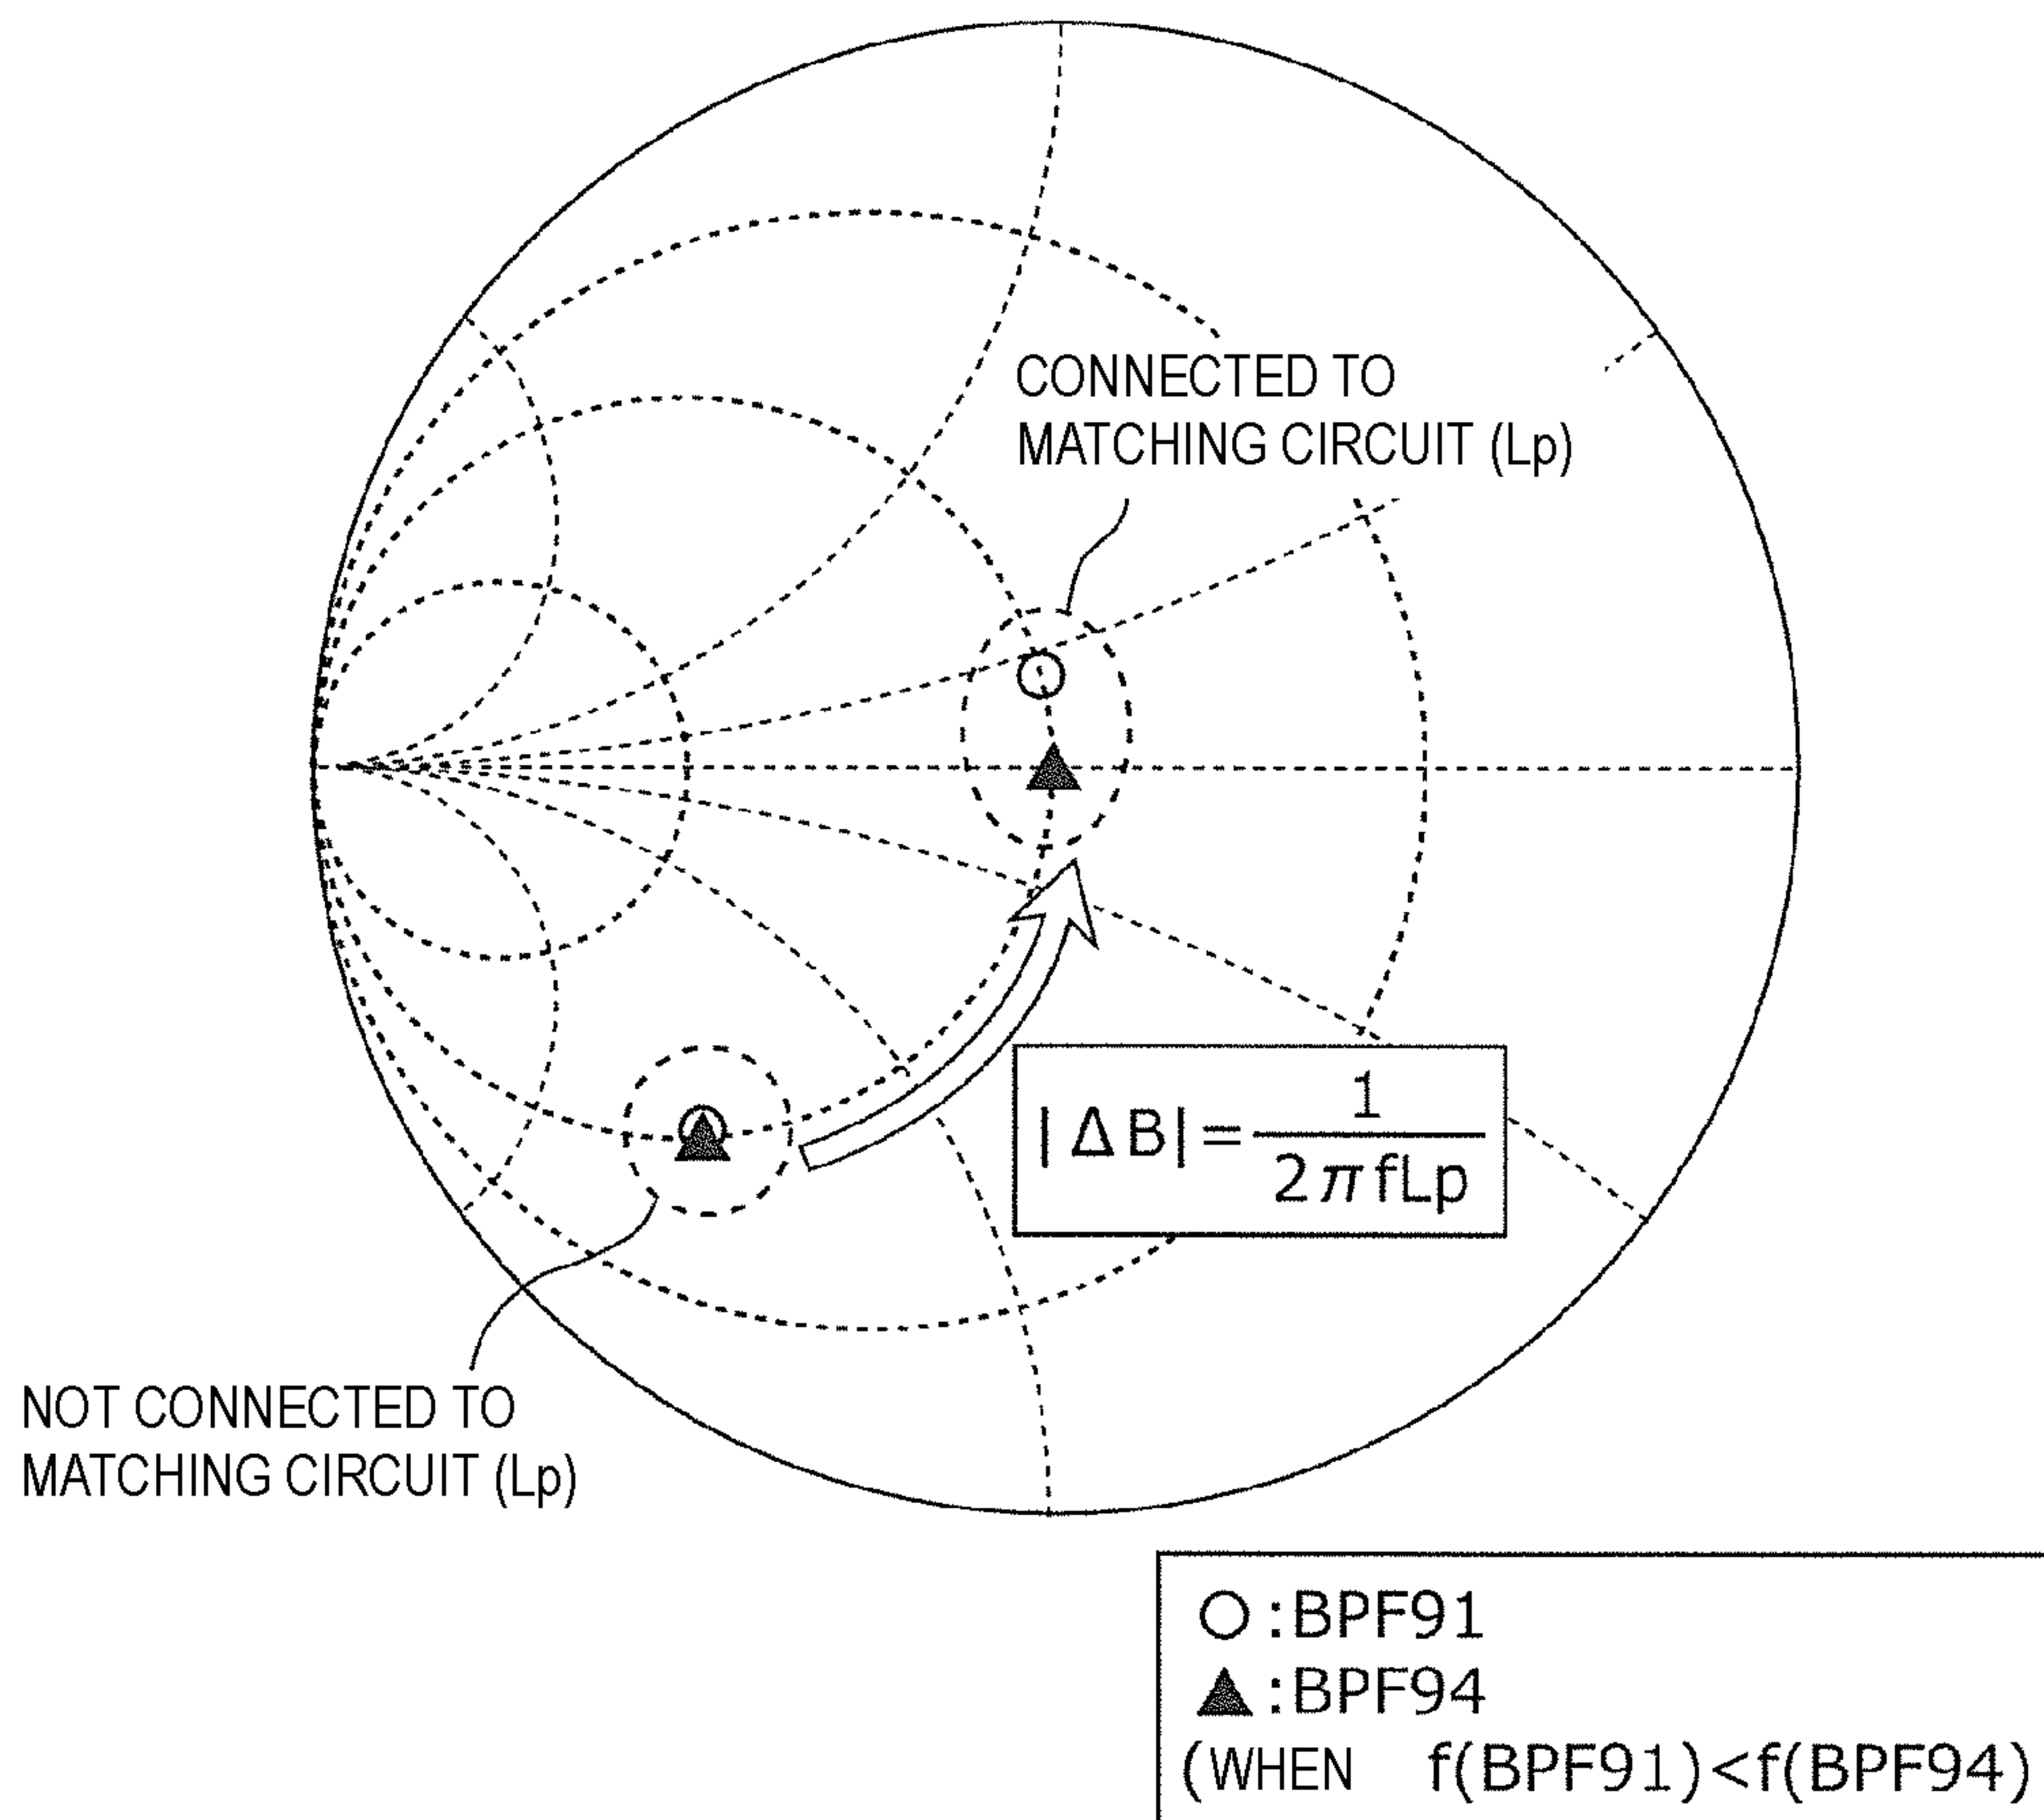 CONNECTED TO
MATCHING CIRCUIT (Lp)
|ΔB|=1/2πfLp
NOT CONNECTED TO
MATCHING CIRCUIT (Lp)
○:BPF91
▲:BPF94
(WHEN f(BPF91)<f(BPF94)